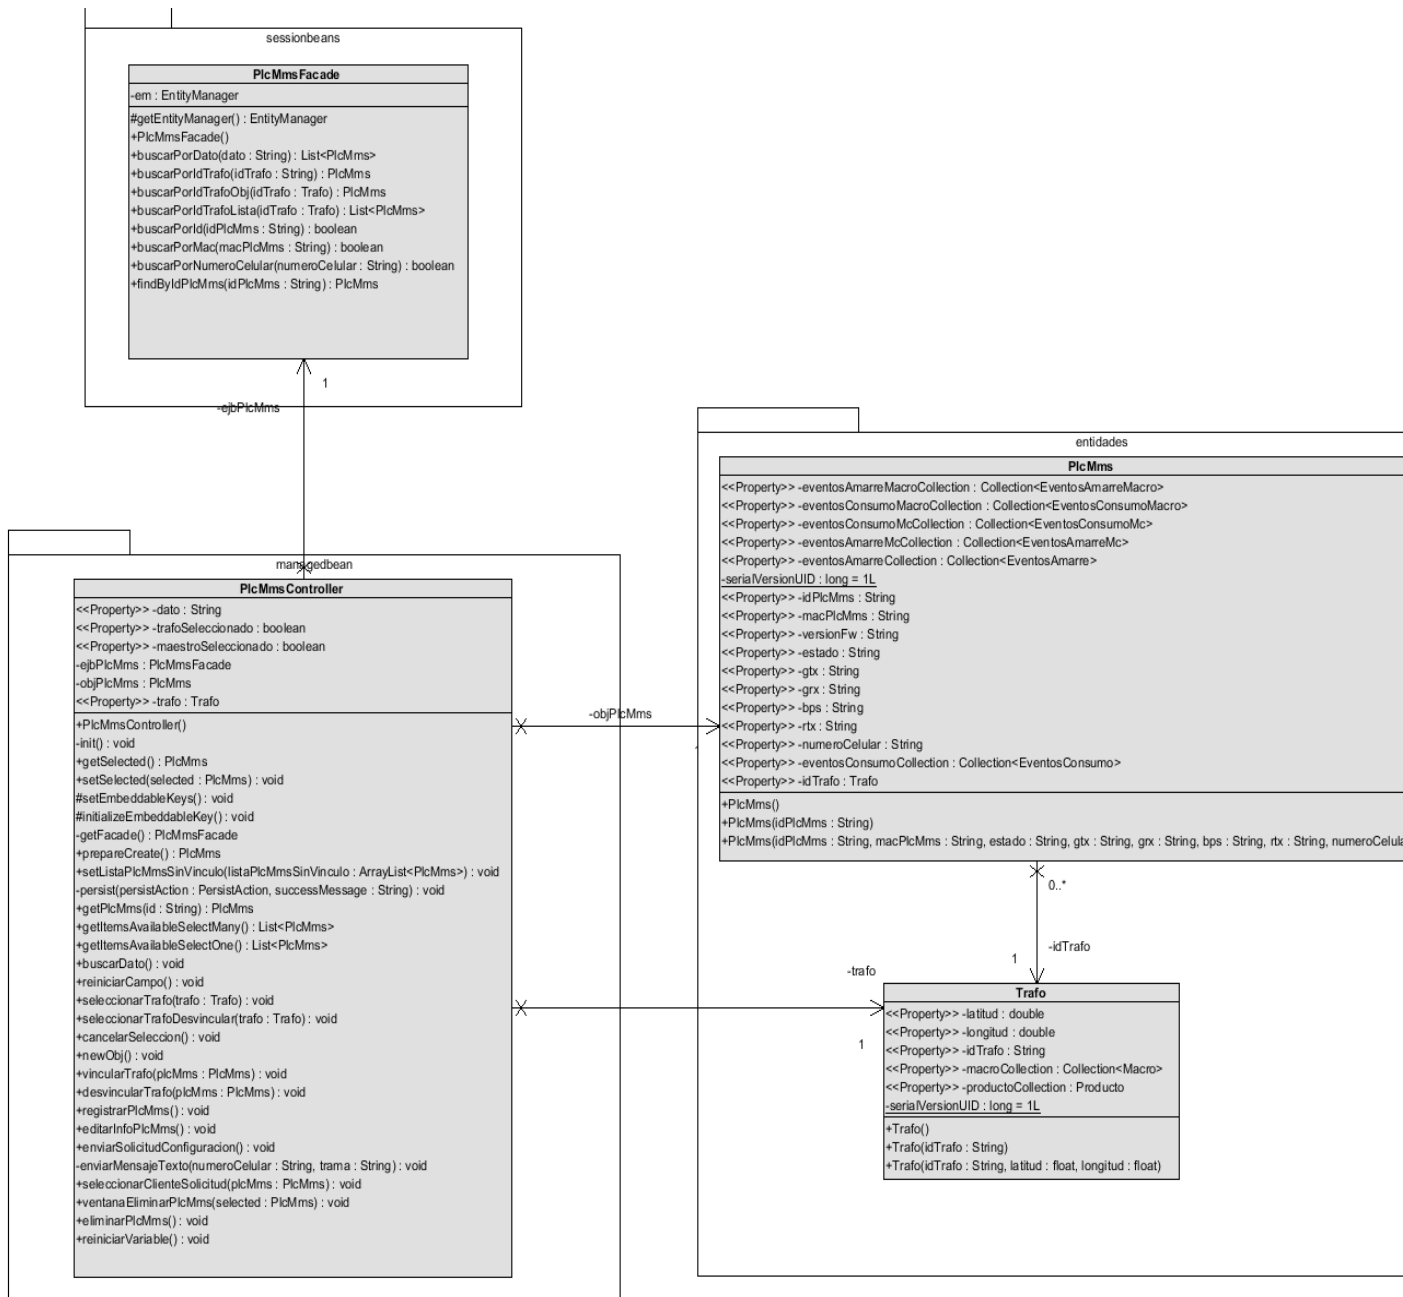 sessionbeans
PlcMmsFacade
-em : EntityManager
#getEntityManager() : EntityManager
+PlcMmsFacade()
+buscarPorDato(dato : String) : List<PlcMms>
+buscarPorIdTrafo(idTrafo : String) : PlcMms
+buscarPorIdTrafoObj(idTrafo : Trafo) : PlcMms
+buscarPorIdTrafoLista(idTrafo : Trafo) : List<PlcMms>
+buscarPorId(idPlcMms : String) : boolean
+buscarPorMac(macPlcMms : String) : boolean
+buscarPorNumeroCelular(numeroCelular : String) : boolean
+findByIdPlcMms(idPlcMms : String) : PlcMms
1
-ejbPlcMms
managedbean
PlcMmsController
<<Property>> -dato : String
<<Property>> -trafoSeleccionado : boolean
<<Property>> -maestroSeleccionado : boolean
-ejbPlcMms : PlcMmsFacade
-objPlcMms : PlcMms
<<Property>> -trafo : Trafo
+PlcMmsController()
-init() : void
+getSelected() : PlcMms
+setSelected(selected : PlcMms) : void
#setEmbeddableKeys() : void
#initializeEmbeddableKey() : void
-getFacade() : PlcMmsFacade
+prepareCreate() : PlcMms
+setListaPlcMmsSinVinculo(listaPlcMmsSinVinculo : ArrayList<PlcMms>) : void
-persist(persistAction : PersistAction, successMessage : String) : void
+getPlcMms(id : String) : PlcMms
+getItemsAvailableSelectMany() : List<PlcMms>
+getItemsAvailableSelectOne() : List<PlcMms>
+buscarDato() : void
+reiniciarCampo() : void
+seleccionarTrafo(trafo : Trafo) : void
+seleccionarTrafoDesvincular(trafo : Trafo) : void
+cancelarSeleccion() : void
+newObj() : void
+vincularTrafo(plcMms : PlcMms) : void
+desvincularTrafo(plcMms : PlcMms) : void
+registrarPlcMms() : void
+editarInfoPlcMms() : void
+enviarSolicitudConfiguracion() : void
-enviarMensajeTexto(numeroCelular : String, trama : String) : void
+seleccionarClienteSolicitud(plcMms : PlcMms) : void
+ventanaEliminarPlcMms(selected : PlcMms) : void
+eliminarPlcMms() : void
+reiniciarVariable() : void
-objPlcMms
-trafo
1
entidades
PlcMms
<<Property>> -eventosAmarreMacroCollection : Collection<EventosAmarreMacro>
<<Property>> -eventosConsumoMacroCollection : Collection<EventosConsumoMacro>
<<Property>> -eventosConsumoMcCollection : Collection<EventosConsumoMc>
<<Property>> -eventosAmarreMcCollection : Collection<EventosAmarreMc>
<<Property>> -eventosAmarreCollection : Collection<EventosAmarre>
-serialVersionUID : long = 1L
<<Property>> -idPlcMms : String
<<Property>> -macPlcMms : String
<<Property>> -versionFw : String
<<Property>> -estado : String
<<Property>> -gtx : String
<<Property>> -grx : String
<<Property>> -bps : String
<<Property>> -rtx : String
<<Property>> -numeroCelular : String
<<Property>> -eventosConsumoCollection : Collection<EventosConsumo>
<<Property>> -idTrafo : Trafo
+PlcMms()
+PlcMms(idPlcMms : String)
+PlcMms(idPlcMms : String, macPlcMms : String, estado : String, gtx : String, grx : String, bps : String, rtx : String, numeroCelula
0..*
-idTrafo
1
Trafo
<<Property>> -latitud : double
<<Property>> -longitud : double
<<Property>> -idTrafo : String
<<Property>> -macroCollection : Collection<Macro>
<<Property>> -productoCollection : Producto
-serialVersionUID : long = 1L
+Trafo()
+Trafo(idTrafo : String)
+Trafo(idTrafo : String, latitud : float, longitud : float)